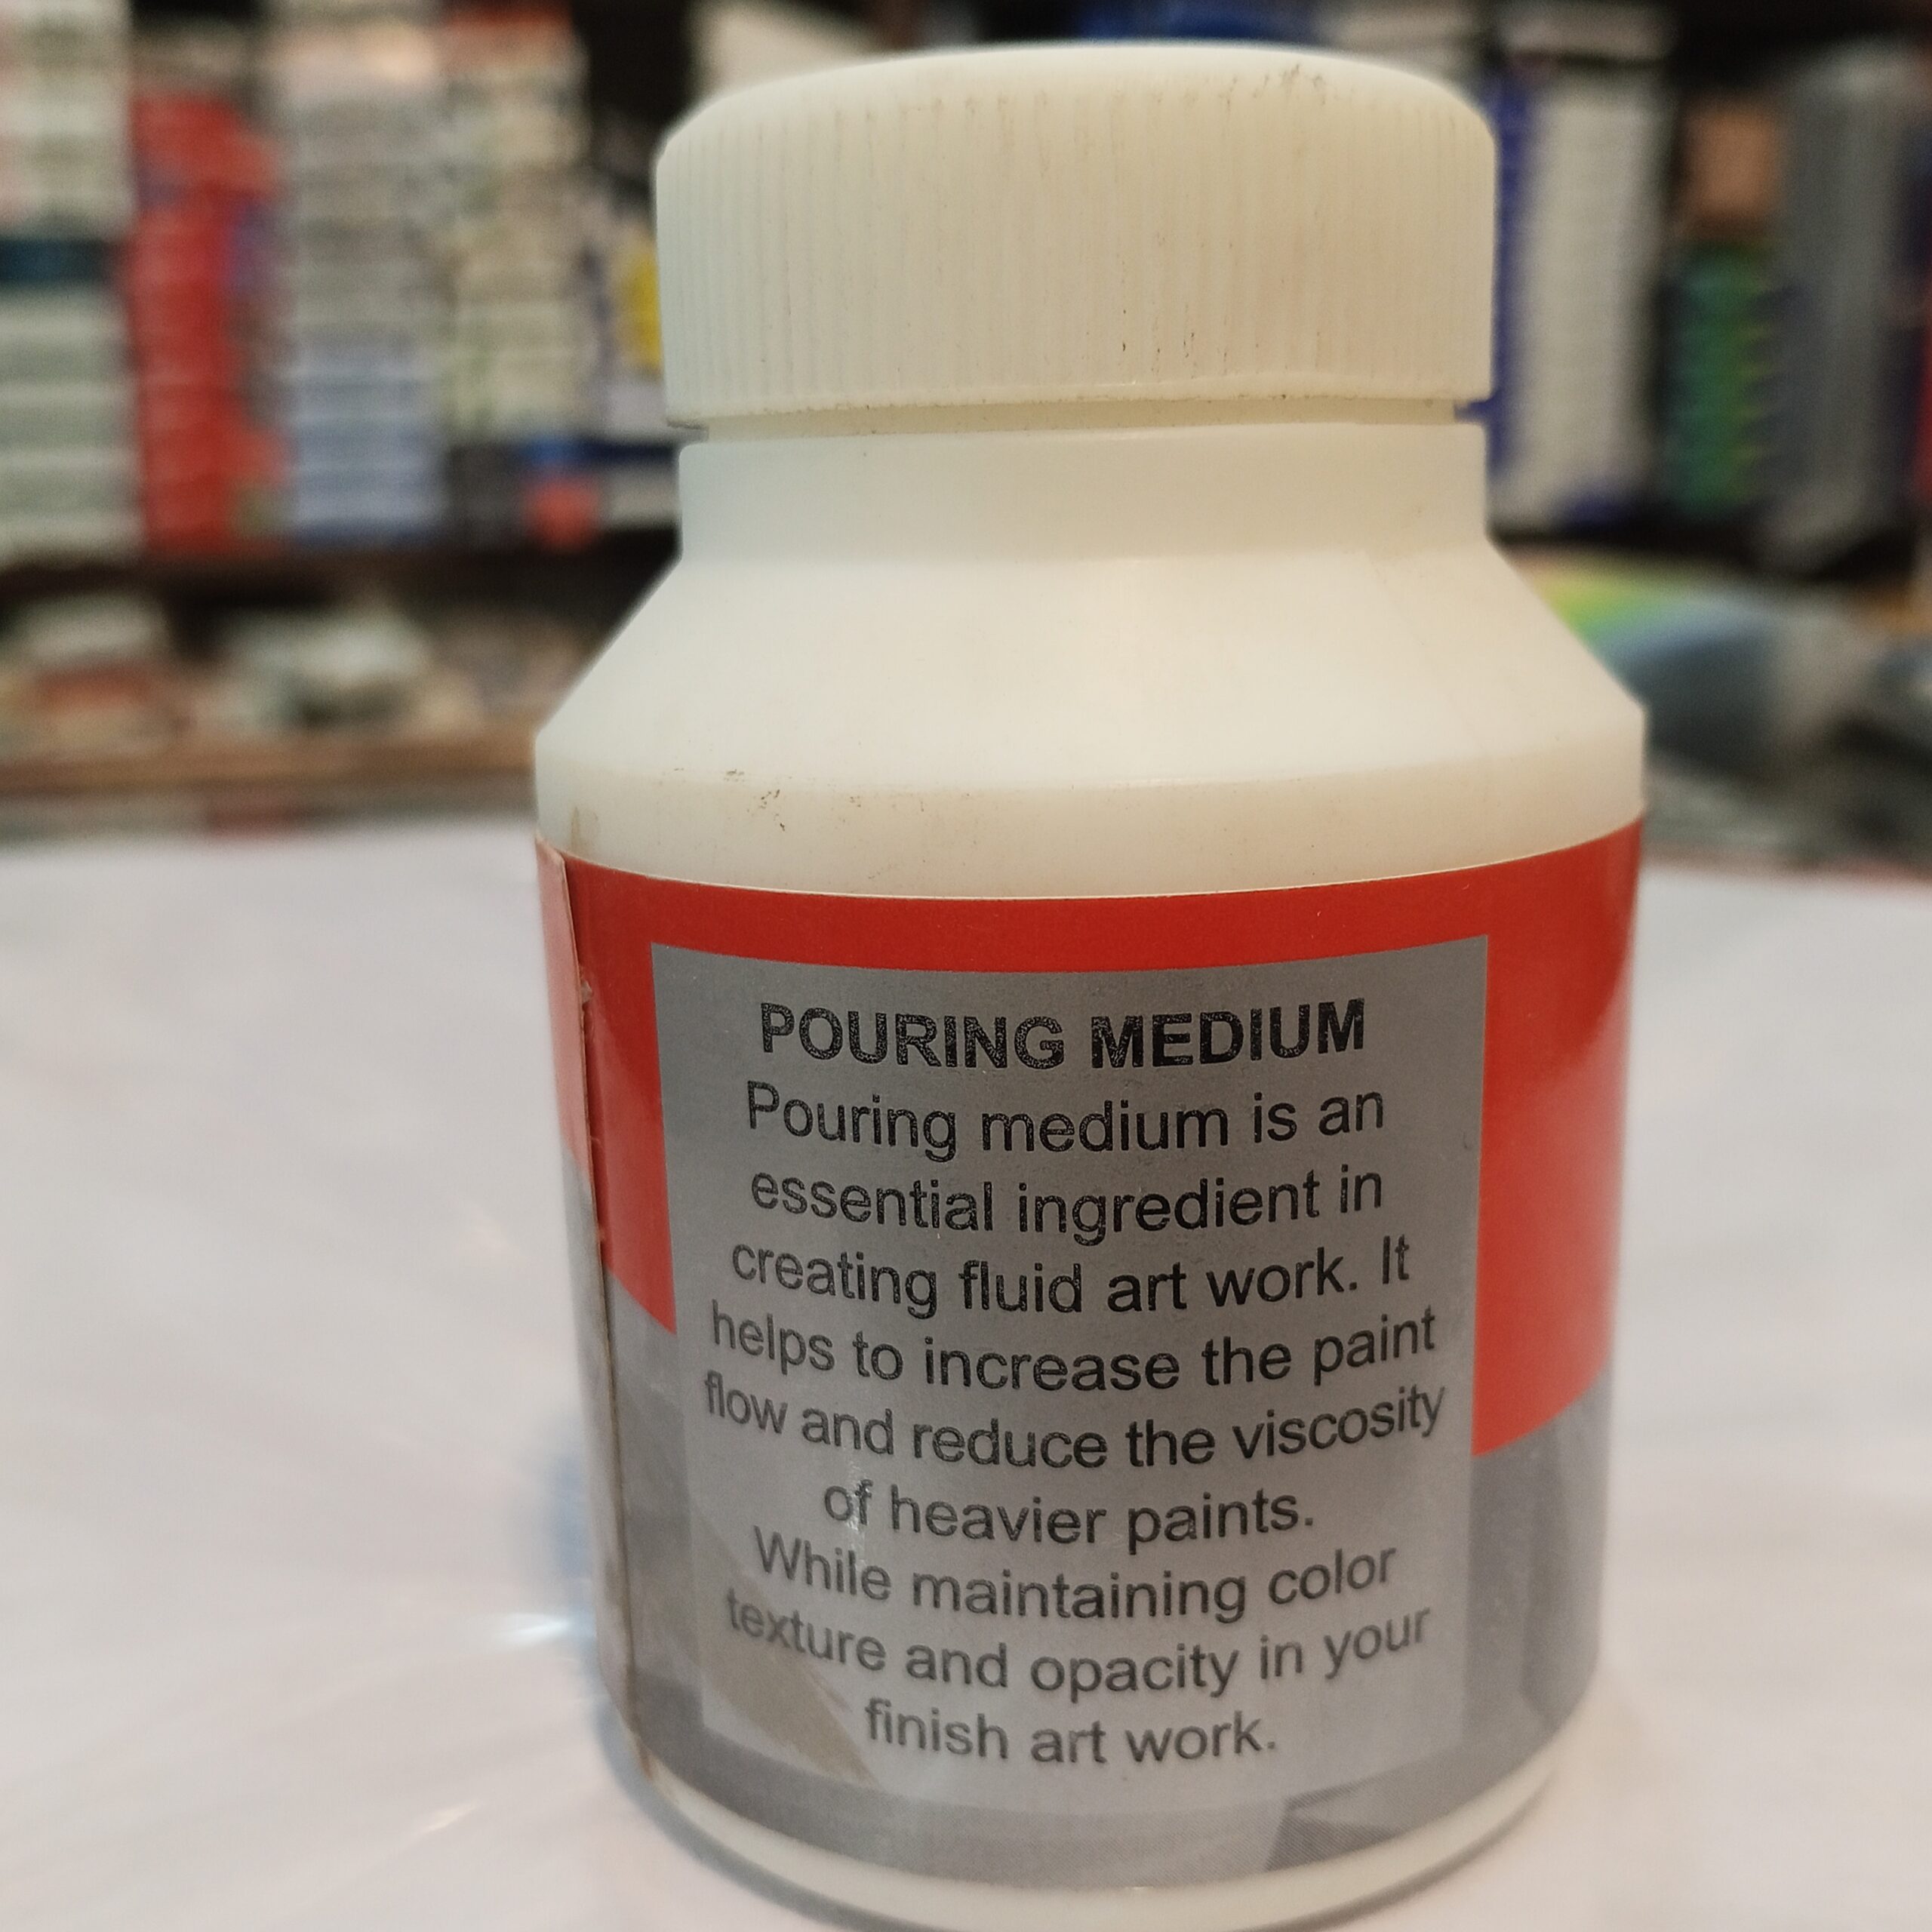 POURING MEDIUM
Pouring medium is an
essential ingredient in
creating fluid art work. It
helps to increase the paint
flow and reduce the viscosity
of heavier paints.
While maintaining color
texture and opacity in your
finish art work.